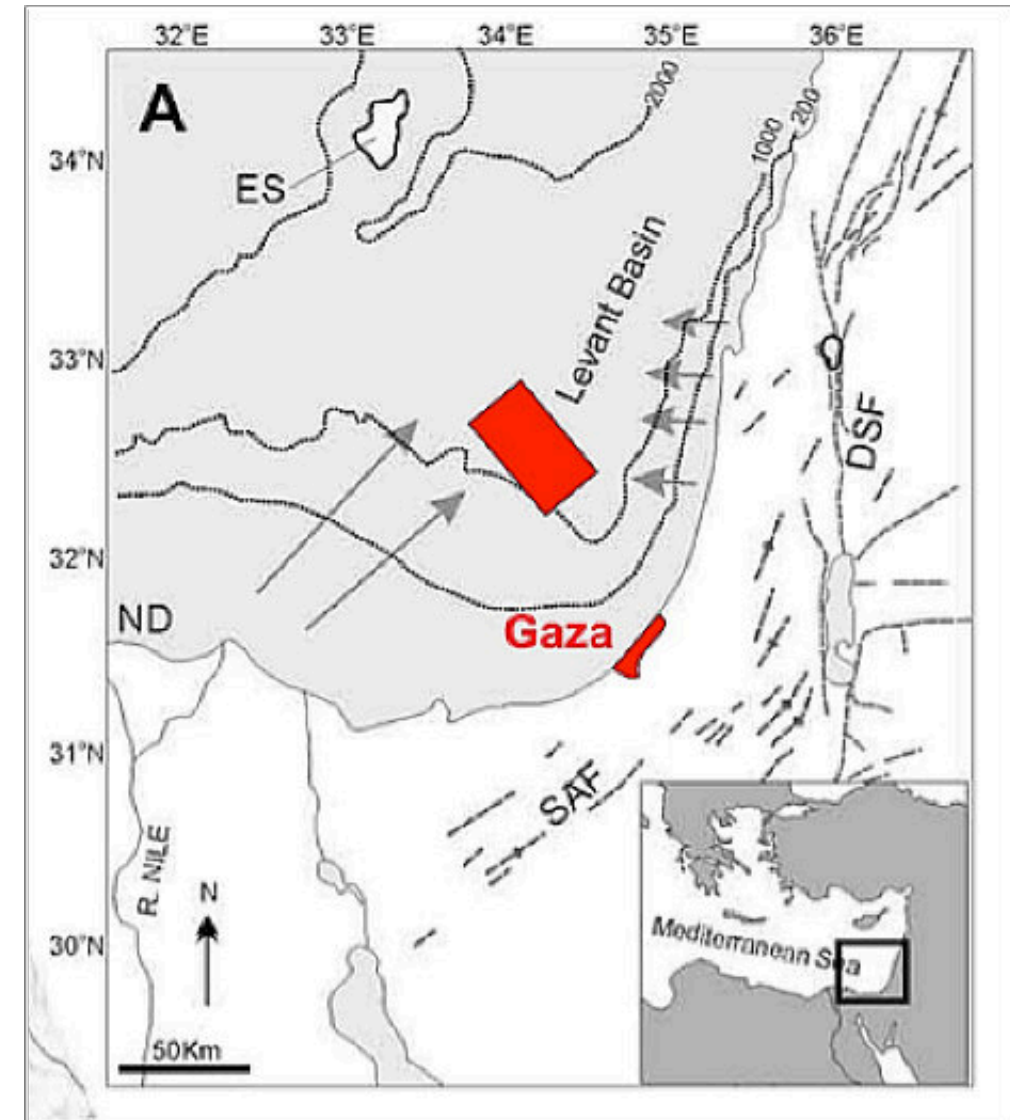 32°E 33°E 34°E 35°E 36°E
A
2000
1000
200
34°N
ES
Levant Basin
33°N
DSF
32°N
ND
Gaza
31°N
SAF
R. NILE
N
Mediterranean Sea
30°N
50Km